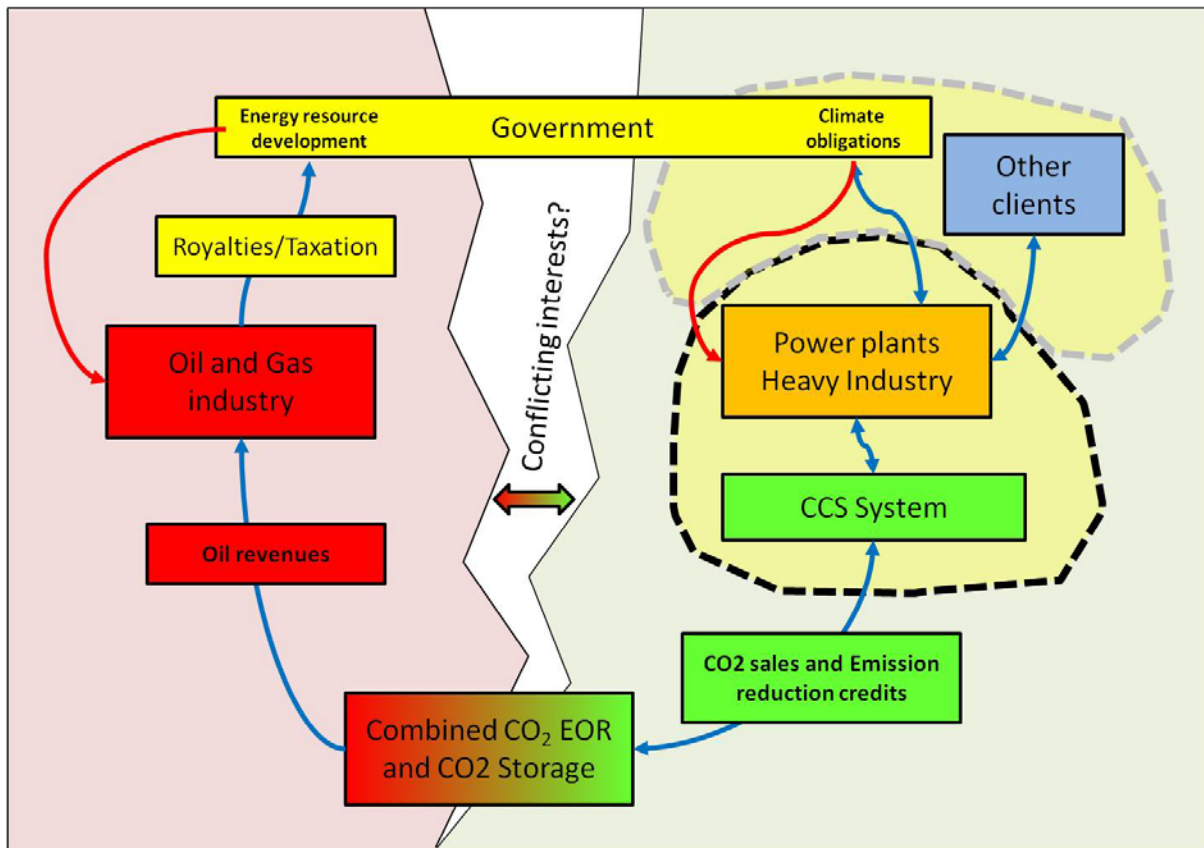 Energy resource
development
Government
Climate
obligations
Other
clients
Royalties/Taxation
Conflicting interests?
Oil and Gas
industry
Power plants
Heavy Industry
CCS System
Oil revenues
CO2 sales and Emission
reduction credits
Combined CO₂ EOR
and CO2 Storage